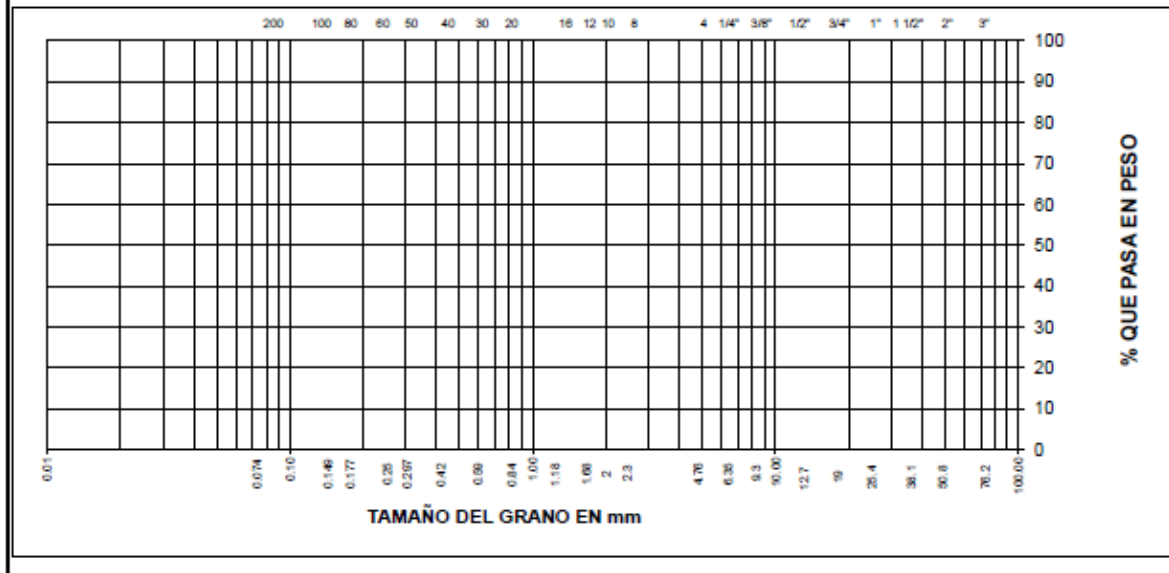 200 100 80 60 50 40 30 20 16 12 10 8 4 1/4" 3/8" 1/2" 3/4" 1" 1 1/2" 2" 3"
100
90
80
70
60
50
40
30
20
10
0
% QUE PASA EN PESO
0.01 0.074 0.10 0.149 0.177 0.25 0.297 0.42 0.59 0.84 1.00 1.18 1.68 2 2.3 4.76 6.35 9.3 10.00 12.7 19 25.4 38.1 50.8 76.2 100.00
TAMAÑO DEL GRANO EN mm